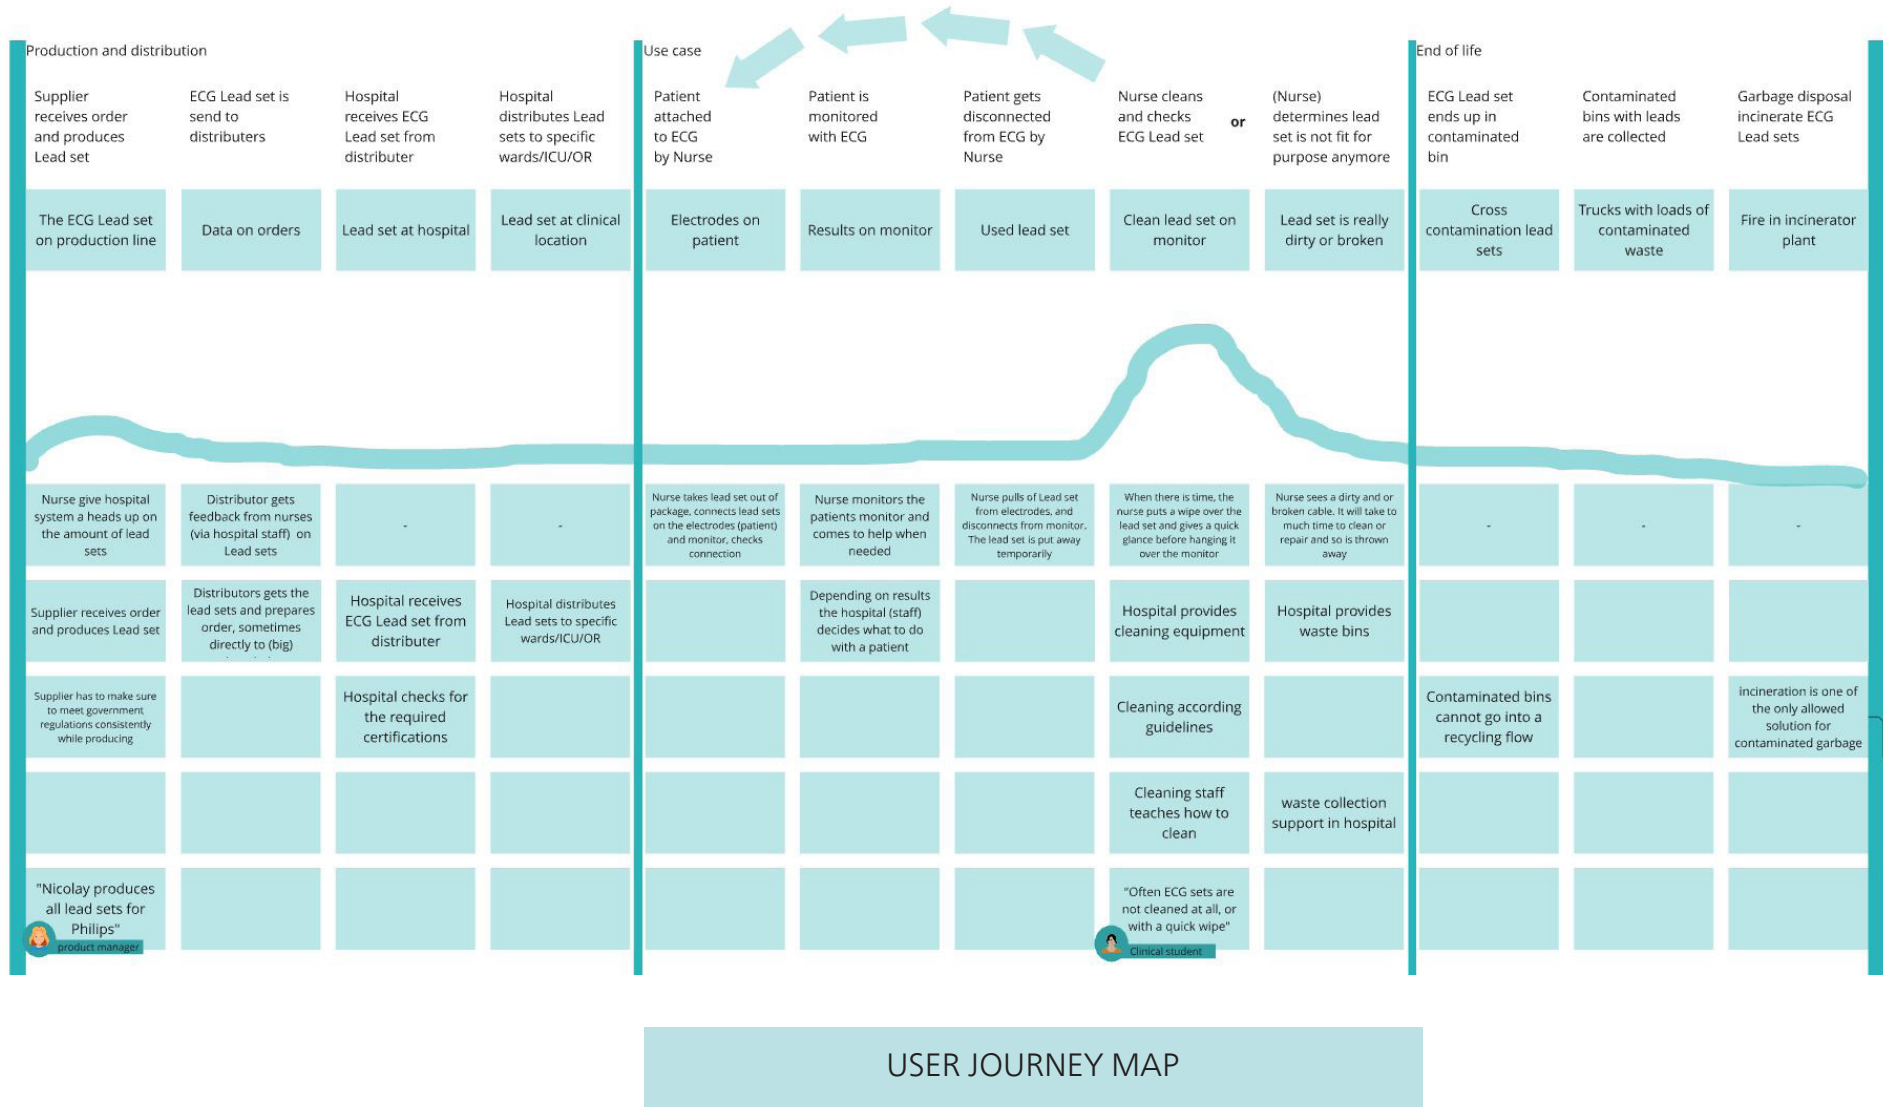 Production and distribution
Use case
End of life
Supplier
receives order
and produces
Lead set
ECG Lead set is
send to
distributers
Hospital
receives ECG
Lead set from
distributer
Hospital
distributes Lead
sets to specific
wards/ICU/OR
Patient
attached
to ECG
by Nurse
Patient is
monitored
with ECG
Patient gets
disconnected
from ECG by
Nurse
Nurse cleans
and checks
ECG Lead set
or
(Nurse)
determines lead
set is not fit for
purpose anymore
ECG Lead set
ends up in
contaminated
bin
Contaminated
bins with leads
are collected
Garbage disposal
incinerate ECG
Lead sets
The ECG Lead set
on production line
Data on orders
Lead set at hospital
Lead set at clinical
location
Electrodes on
patient
Results on monitor
Used lead set
Clean lead set on
monitor
Lead set is really
dirty or broken
Cross
contamination lead
sets
Trucks with loads of
contaminated
waste
Fire in incinerator
plant
Nurse give hospital
system a heads up on
the amount of lead
sets
Distributor gets
feedback from nurses
(via hospital staff) on
Lead sets
-
-
Nurse takes lead set out of
package, connects lead sets
on the electrodes (patient)
and monitor, checks
connection
Nurse monitors the
patients monitor and
comes to help when
needed
Nurse pulls of Lead set
from electrodes, and
disconnects from monitor.
The lead set is put away
temporarily
When there is time, the
nurse puts a wipe over the
lead set and gives a quick
glance before hanging it
over the monitor
Nurse sees a dirty and or
broken cable. It will take to
much time to clean or
repair and so is thrown
away
-
-
-
Supplier receives order
and produces Lead set
Distributors gets the
lead sets and prepares
order, sometimes
directly to (big)
Hospital receives
ECG Lead set from
distributer
Hospital distributes
Lead sets to specific
wards/ICU/OR
Depending on results
the hospital (staff)
decides what to do
with a patient
Hospital provides
cleaning equipment
Hospital provides
waste bins
Supplier has to make sure
to meet government
regulations consistently
while producing
Hospital checks for
the required
certifications
Cleaning according
guidelines
Contaminated bins
cannot go into a
recycling flow
incineration is one of
the only allowed
solution for
contaminated garbage
Cleaning staff
teaches how to
clean
waste collection
support in hospital
"Nicolay produces
all lead sets for
Philips"
product manager
"Often ECG sets are
not cleaned at all, or
with a quick wipe"
Clinical student
USER JOURNEY MAP